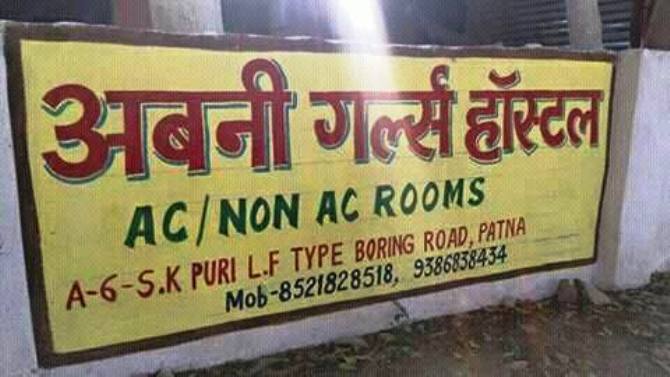 अबनी गर्ल्स हॉस्टल
AC/NON AC ROOMS
A-6-S.K PURI L.F TYPE BORING ROAD, PATNA
Mob-8521828518, 9386838434